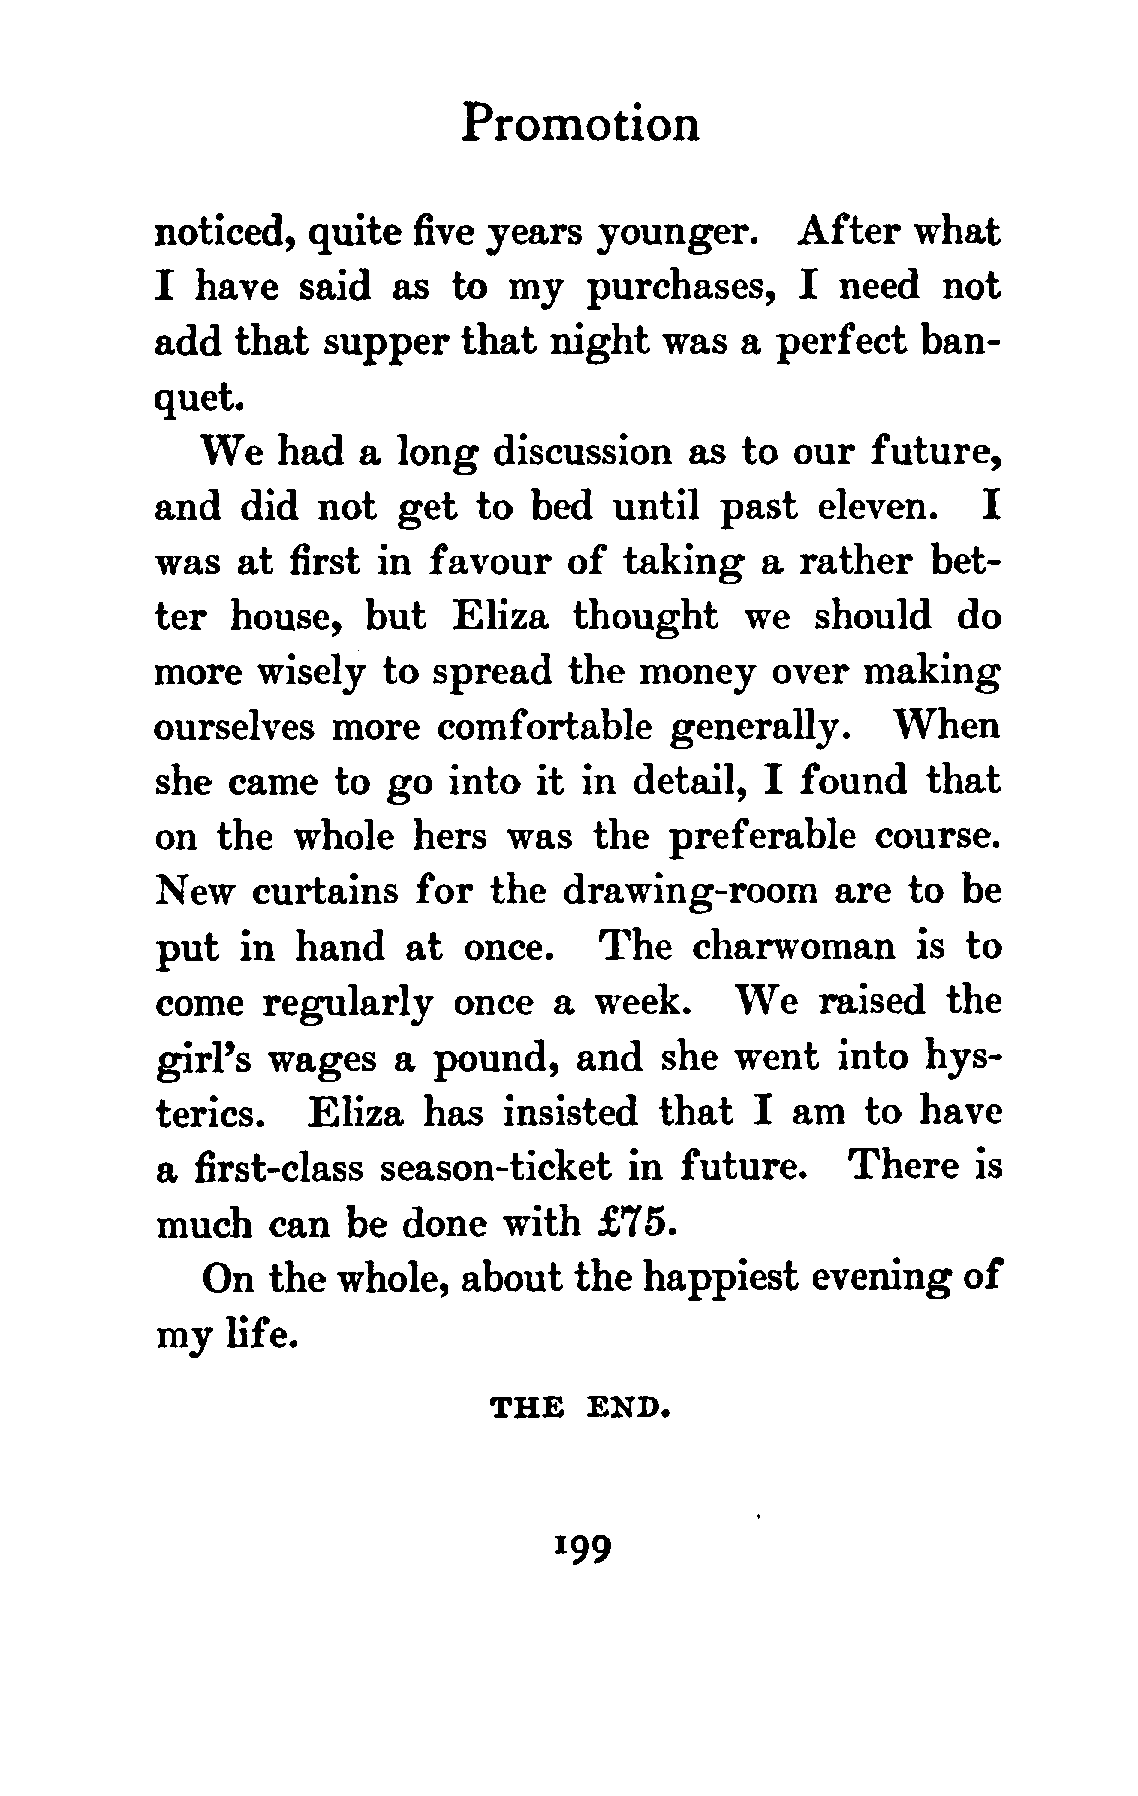 Promotion
noticed, quite five years younger. After what
I have said as to my purchases, I need not
add that supper that night was a perfect ban-
quet.
We had a long discussion as to our future,
and did not get to bed until past eleven. I
was at first in favour of taking a rather bet-
ter house, but Eliza thought we should do
more wisely to spread the money over making
ourselves more comfortable generally. When
she came to go into it in detail, I found that
on the whole hers was the preferable course.
New curtains for the drawing-room are to be
put in hand at once. The charwoman is to
come regularly once a week. We raised the
girl's wages a pound, and she went into hys-
terics. Eliza has insisted that I am to have
a first-class season-ticket in future. There is
much can be done with £75.
On the whole, about the happiest evening of
my life.
THE END.
199